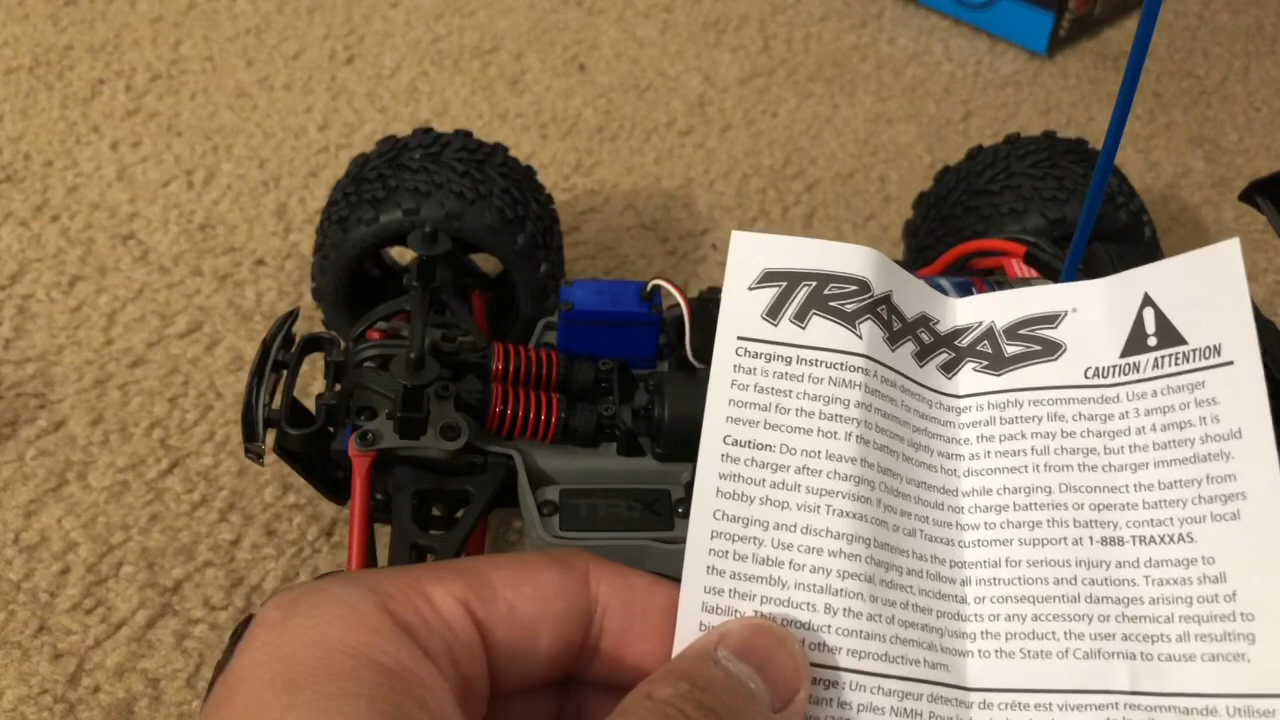 TRAXXAS
CAUTION / ATTENTION
Charging Instructions: A peak detecting charger is highly recommended. Use a charger
that is rated for NiMH batteries. For maximum overall battery life, charge at 3 amps or less.
For fastest charging and maximum performance, the pack may be charged at 4 amps. It is
normal for the battery to become slightly warm as it nears full charge, but the battery should
never become hot. If the battery becomes hot, disconnect it from the charger immediately.
Caution: Do not leave the battery unattended while charging. Disconnect the battery from
the charger after charging. Children should not charge batteries or operate battery chargers
without adult supervision. If you are not sure how to charge this battery, contact your local
hobby shop, visit Traxxas.com, or call Traxxas customer support at 1-888-TRAXXAS.
Charging and discharging batteries has the potential for serious injury and damage to
property. Use care when charging and follow all instructions and cautions. Traxxas shall
not be liable for any special, indirect, incidental, or consequential damages arising out of
the assembly, installation, or use of their products or any accessory or chemical required to
use their products. By the act of operating/using the product, the user accepts all resulting
liability. This product contains chemicals known to the State of California to cause cancer,
other reproductive harm.
: Un chargeur détecteur de crête est vivement recommandé. Utiliser
les piles NiMH.
TRX